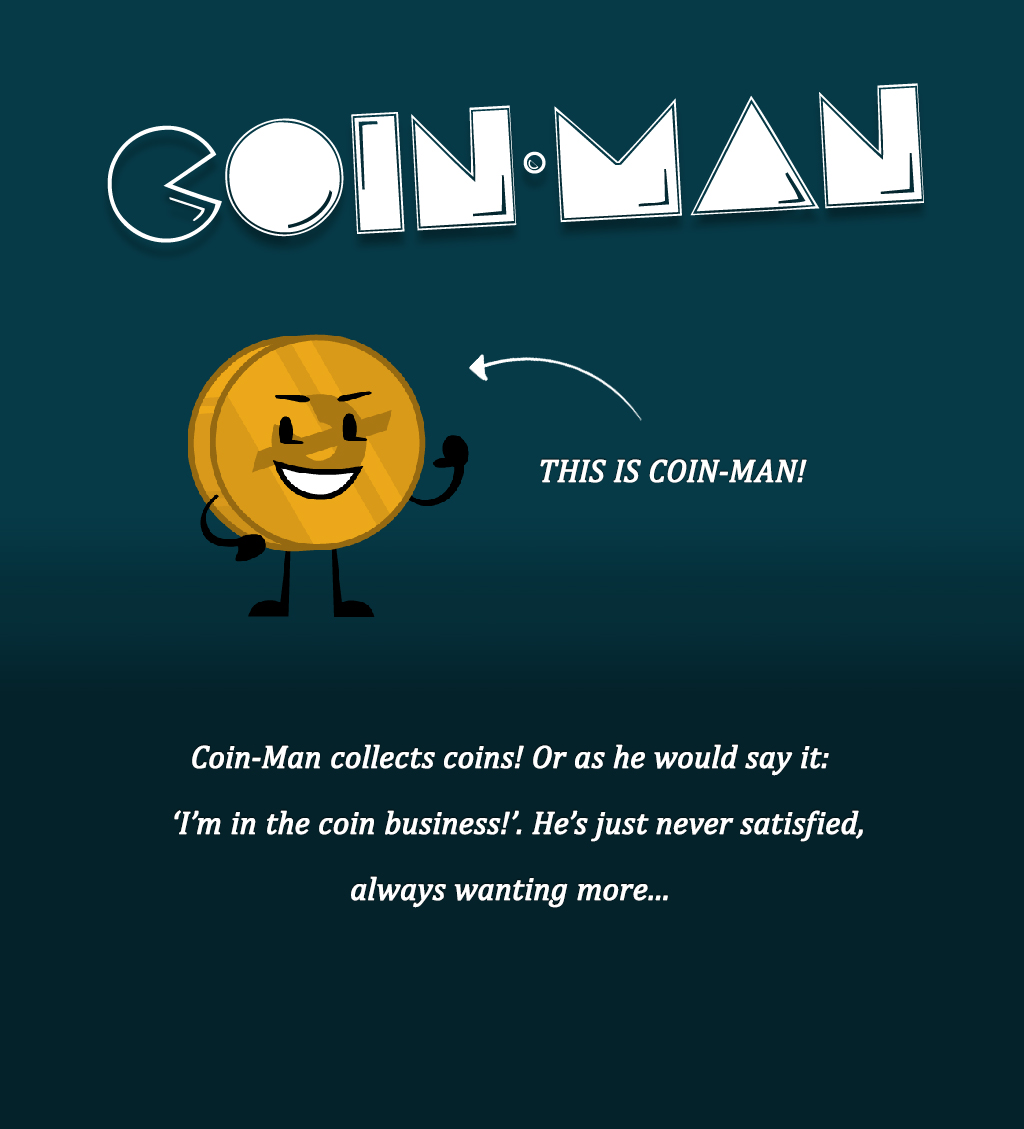 COIN•MAN
THIS IS COIN-MAN!
Coin-Man collects coins! Or as he would say it:
‘I’m in the coin business!’. He’s just never satisfied,
always wanting more...